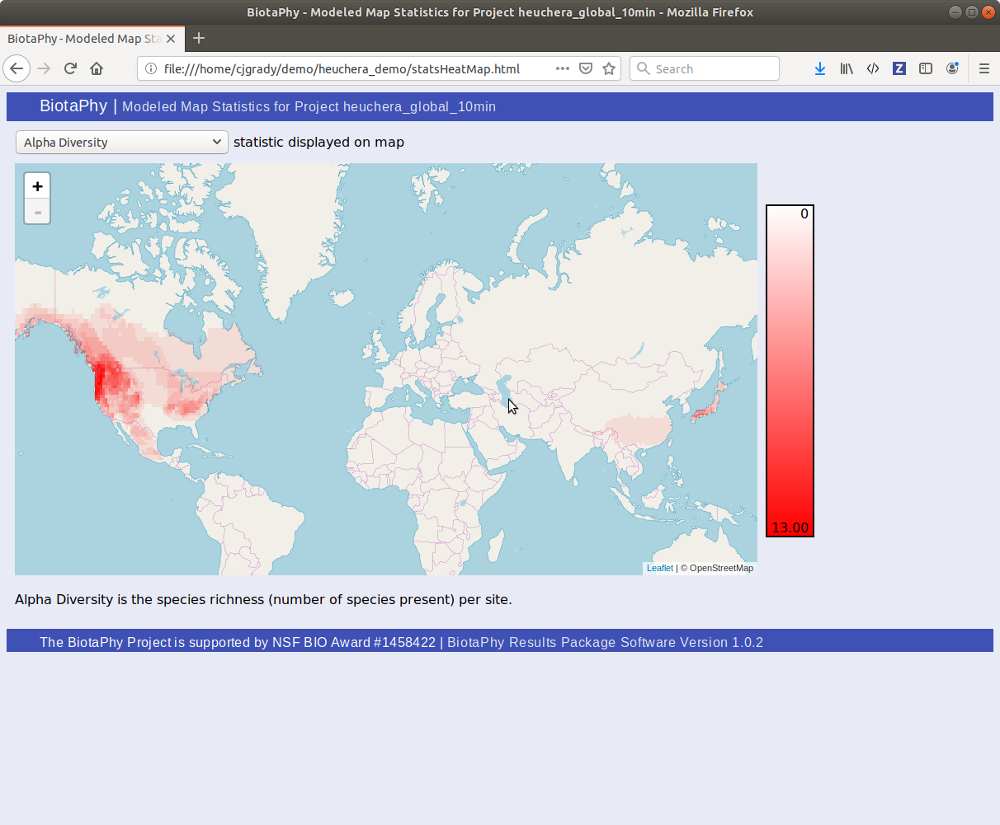 BiotaPhy - Modeled Map Statistics for Project heuchera_global_10min - Mozilla Firefox
BiotaPhy - Modeled Map Sta
file:///home/cjgrady/demo/heuchera_demo/statsHeatMap.html
Search
BiotaPhy | Modeled Map Statistics for Project heuchera_global_10min
Alpha Diversity statistic displayed on map
+
-
0
13.00
Leaflet | © OpenStreetMap
Alpha Diversity is the species richness (number of species present) per site.
The BiotaPhy Project is supported by NSF BIO Award #1458422 | BiotaPhy Results Package Software Version 1.0.2